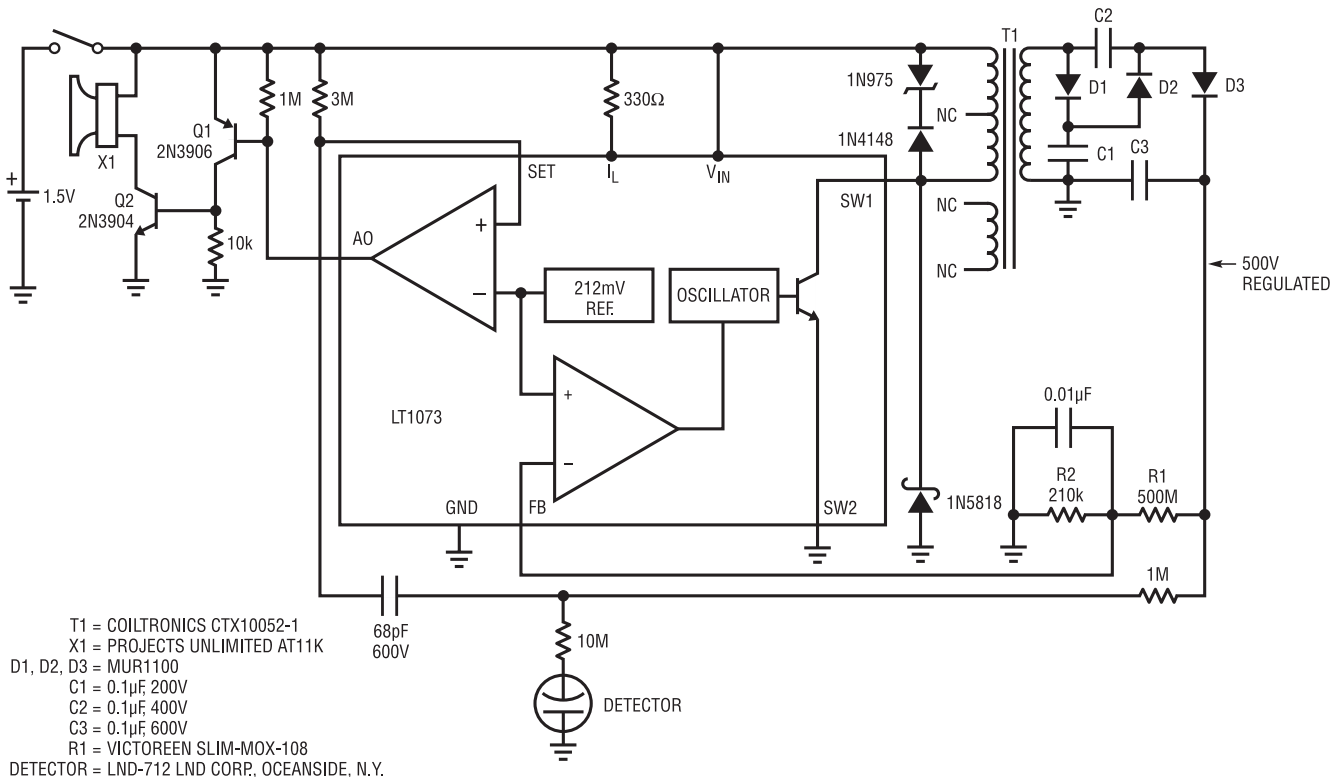 T1
C2
D1
D2
D3
C1
C3
1N975
NC
1N4148
NC
NC
500V
REGULATED
1M
3M
330Ω
Q1
2N3906
X1
+
1.5V
Q2
2N3904
10k
SET
IL
VIN
SW1
AO
+
−
212mV
REF.
OSCILLATOR
LT1073
+
−
GND
FB
SW2
1N5818
0.01µF
R2
210k
R1
500M
1M
68pF
600V
10M
DETECTOR
T1 = COILTRONICS CTX10052-1
X1 = PROJECTS UNLIMITED AT11K
D1, D2, D3 = MUR1100
C1 = 0.1µF, 200V
C2 = 0.1µF, 400V
C3 = 0.1µF, 600V
R1 = VICTOREEN SLIM-MOX-108
DETECTOR = LND-712 LND CORP., OCEANSIDE, N.Y.